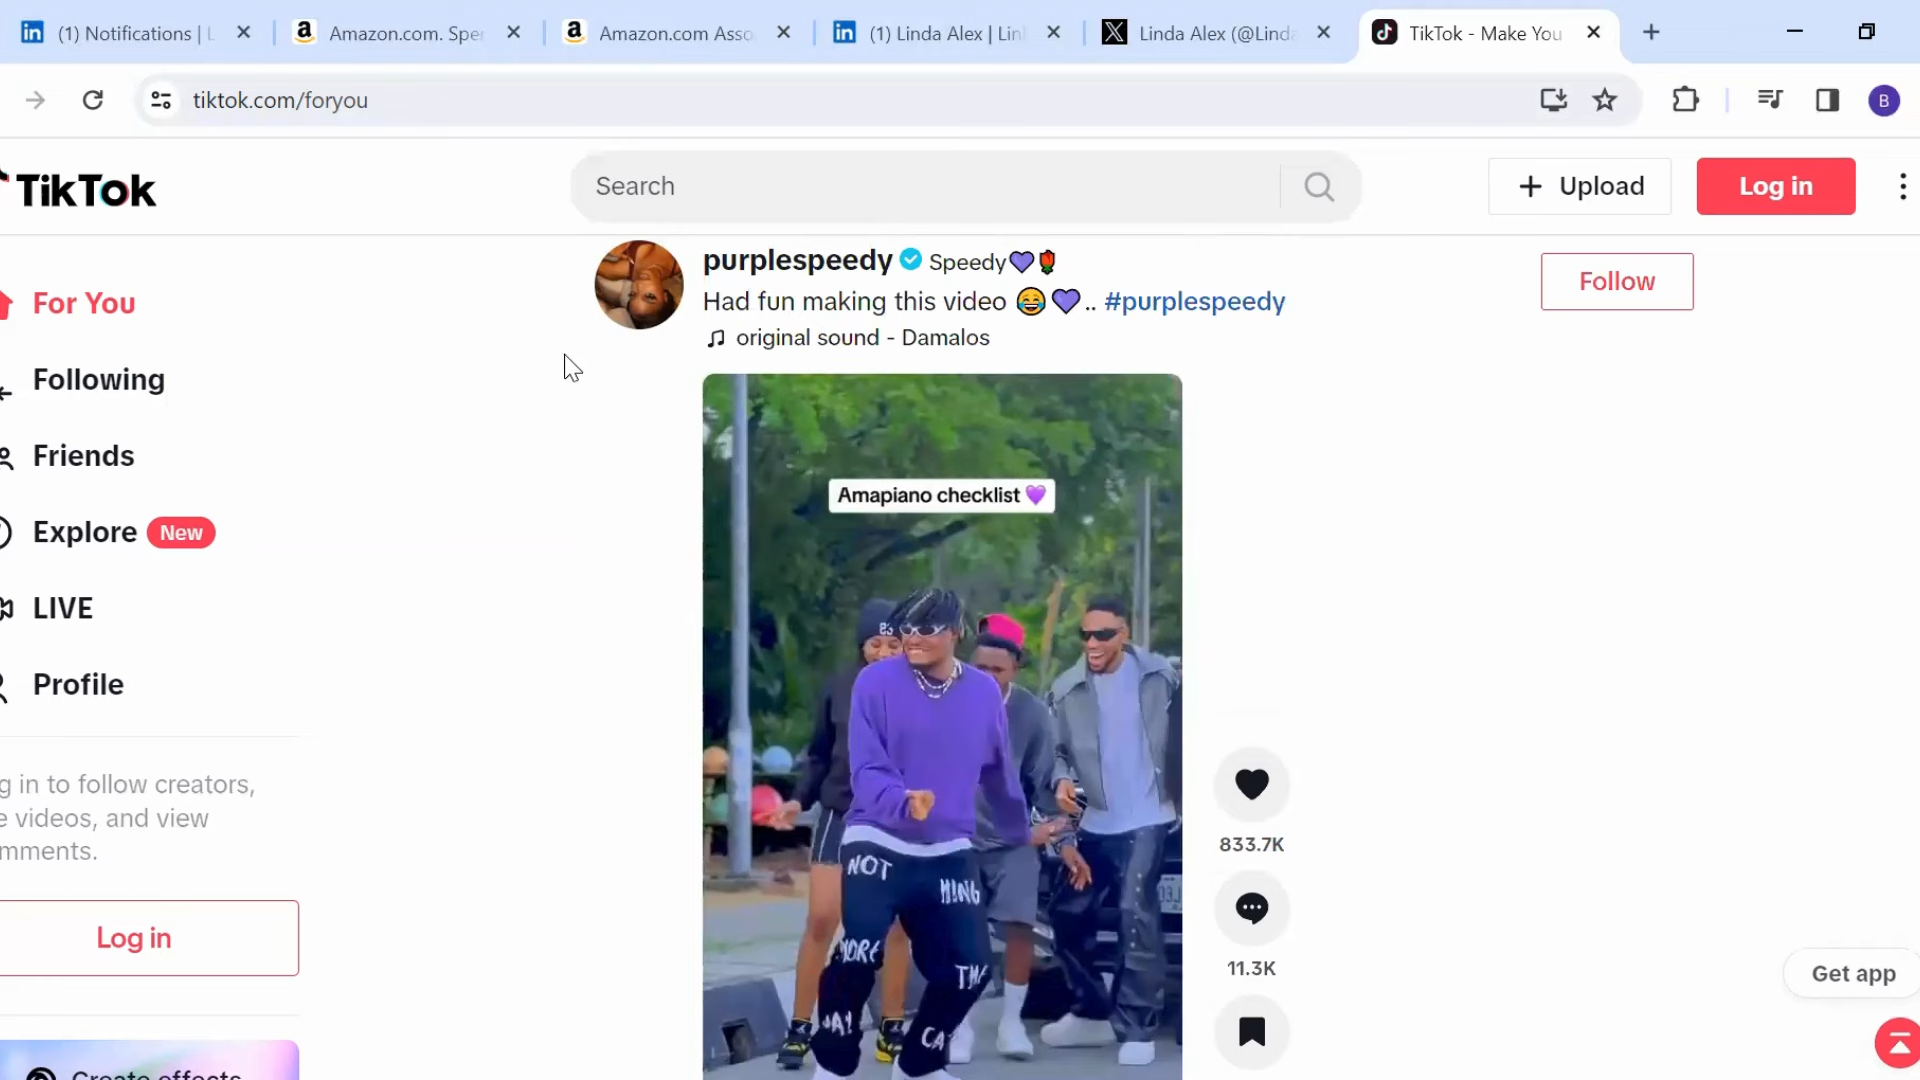 (1) Notifications | L
Amazon.com. Spe
Amazon.com Asso
(1) Linda Alex | Lin
Linda Alex (@Linda
TikTok - Make You
tiktok.com/foryou
B
TikTok
Search
Upload
Log in
purplespeedy Speedy💜🌹
Had fun making this video 😂💜.. #purplespeedy
original sound - Damalos
Follow
For You
Following
Friends
Explore New
LIVE
Profile
g in to follow creators,
e videos, and view
mments.
Log in
Create effects
Amapiano checklist 💜
NOT
HING
MORE
THA
CA
833.7K
11.3K
Get app